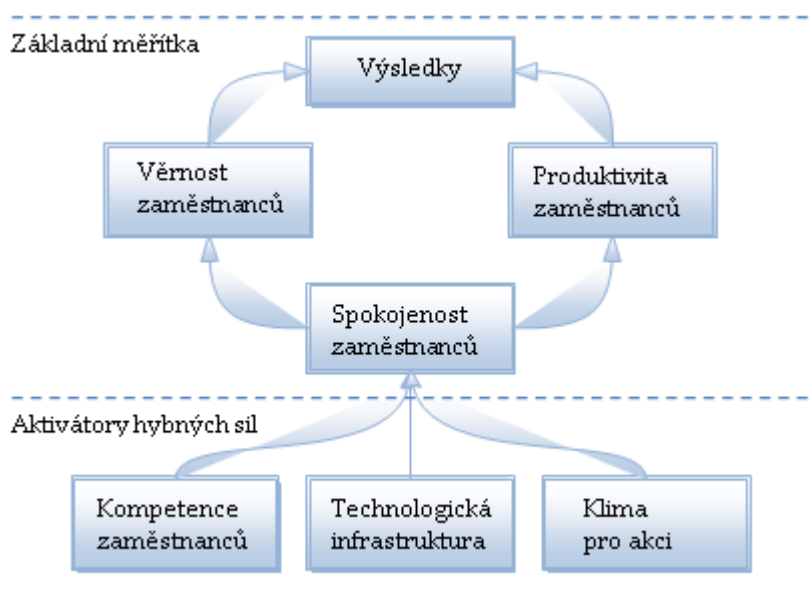 Základní měřítka
Výsledky
Věrnost
zaměstnanců
Produktivita
zaměstnanců
Spokojenost
zaměstnanců
Aktivátory hybných sil
Kompetence
zaměstnanců
Technologická
infrastruktura
Klima
pro akci